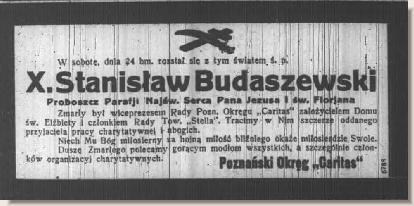 W sobotę, dnia 24 bm. rozstał się z tym światem ś. p.
X. Stanisław Budaszewski
Proboszcz Parafji Najśw. Serca Pana Jezusa i św. Florjana
Zmarły był wiceprezesem Rady Pozn. Okręgu „Caritas" założycielem Domu
św. Elżbiety i członkiem Rady Tow. „Stella". Tracimy w Nim szczerze oddanego
przyjaciela pracy charytatywnej i ubogich.
Niech Mu Bóg miłosierny za hojną miłość bliźniego okaże miłosierdzie Swoje.
Duszę Zmarłego polecamy gorącym modłom wszystkich, a szczególnie człon-
ków organizacyj charytatywnych.
Poznański Okręg „Caritas"